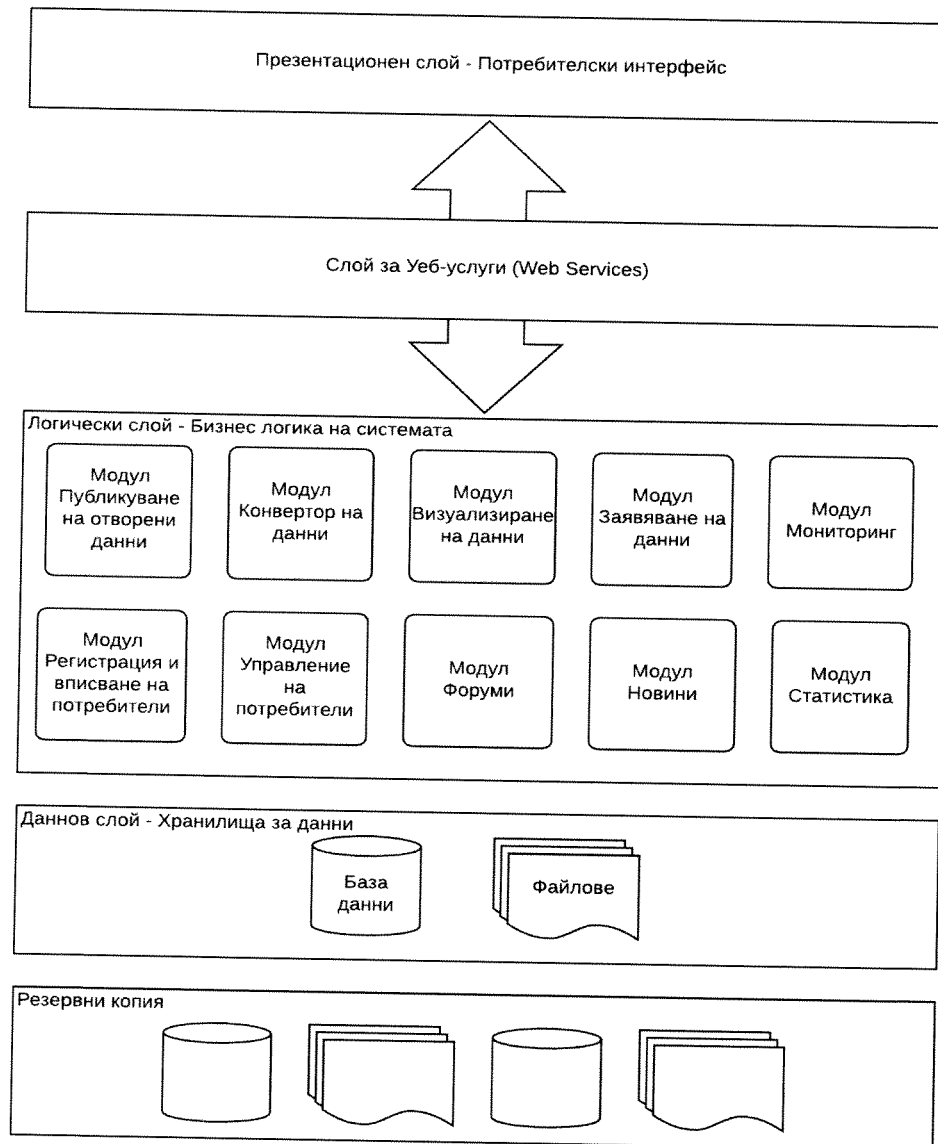 Презентационен слой - Потребителски интерфейс
Слой за Уеб-услуги (Web Services)
Логически слой - Бизнес логика на системата
Модул
Публикуване
на отворени
данни
Модул
Конвертор на
данни
Модул
Визуализиране
на данни
Модул
Заявяване на
данни
Модул
Мониторинг
Модул
Регистрация и
вписване на
потребители
Модул
Управление
на
потребители
Модул
Форуми
Модул
Новини
Модул
Статистика
Даннов слой - Хранилища за данни
База
данни
Файлове
Резервни копия